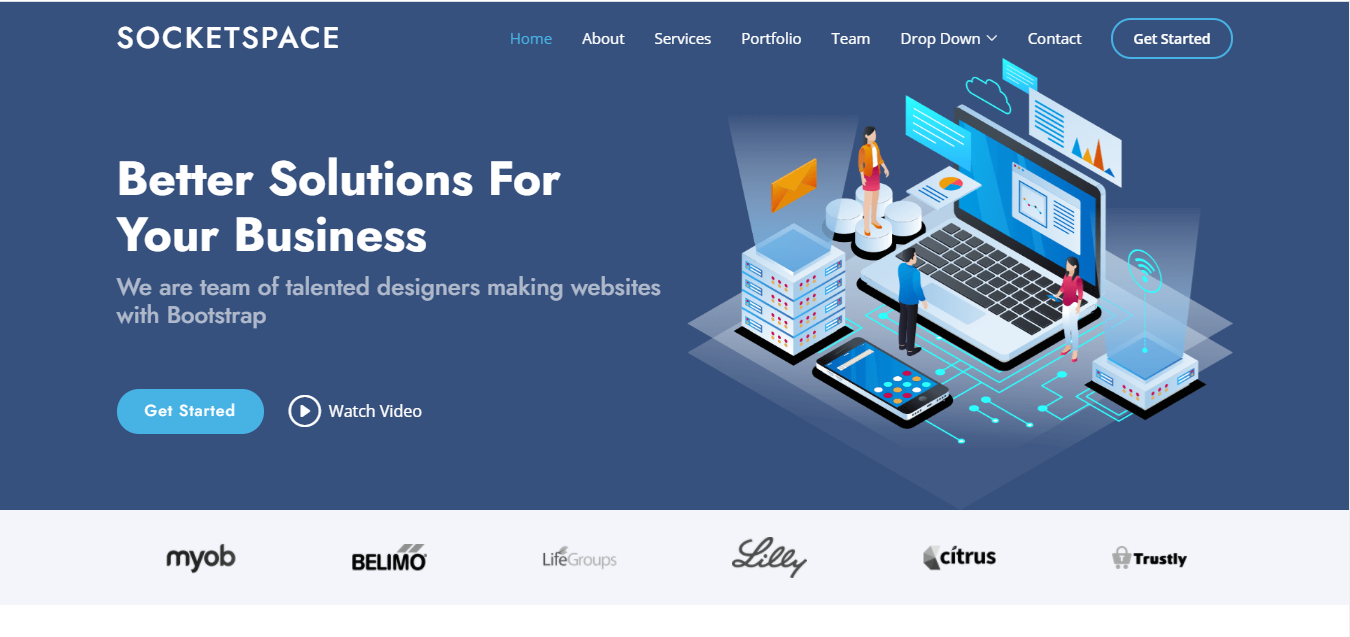 SOCKETSPACE
Home About Services Portfolio Team Drop Down Contact Get Started
Better Solutions For
Your Business
We are team of talented designers making websites
with Bootstrap
Get Started Watch Video
myob BELIMO LifeGroups Lilly citrus Trustly